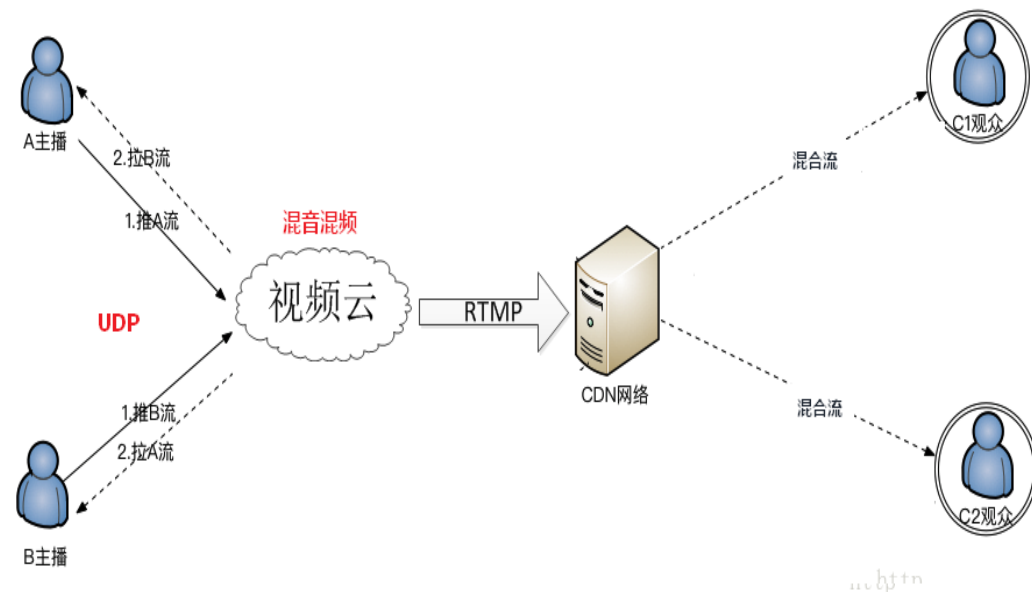 C1观众
A主播
2.拉B流
混合流
1.推A流
混音混频
视频云
RTMP
UDP
CDN网络
1.推B流
混合流
2.拉A流
C2观众
B主播